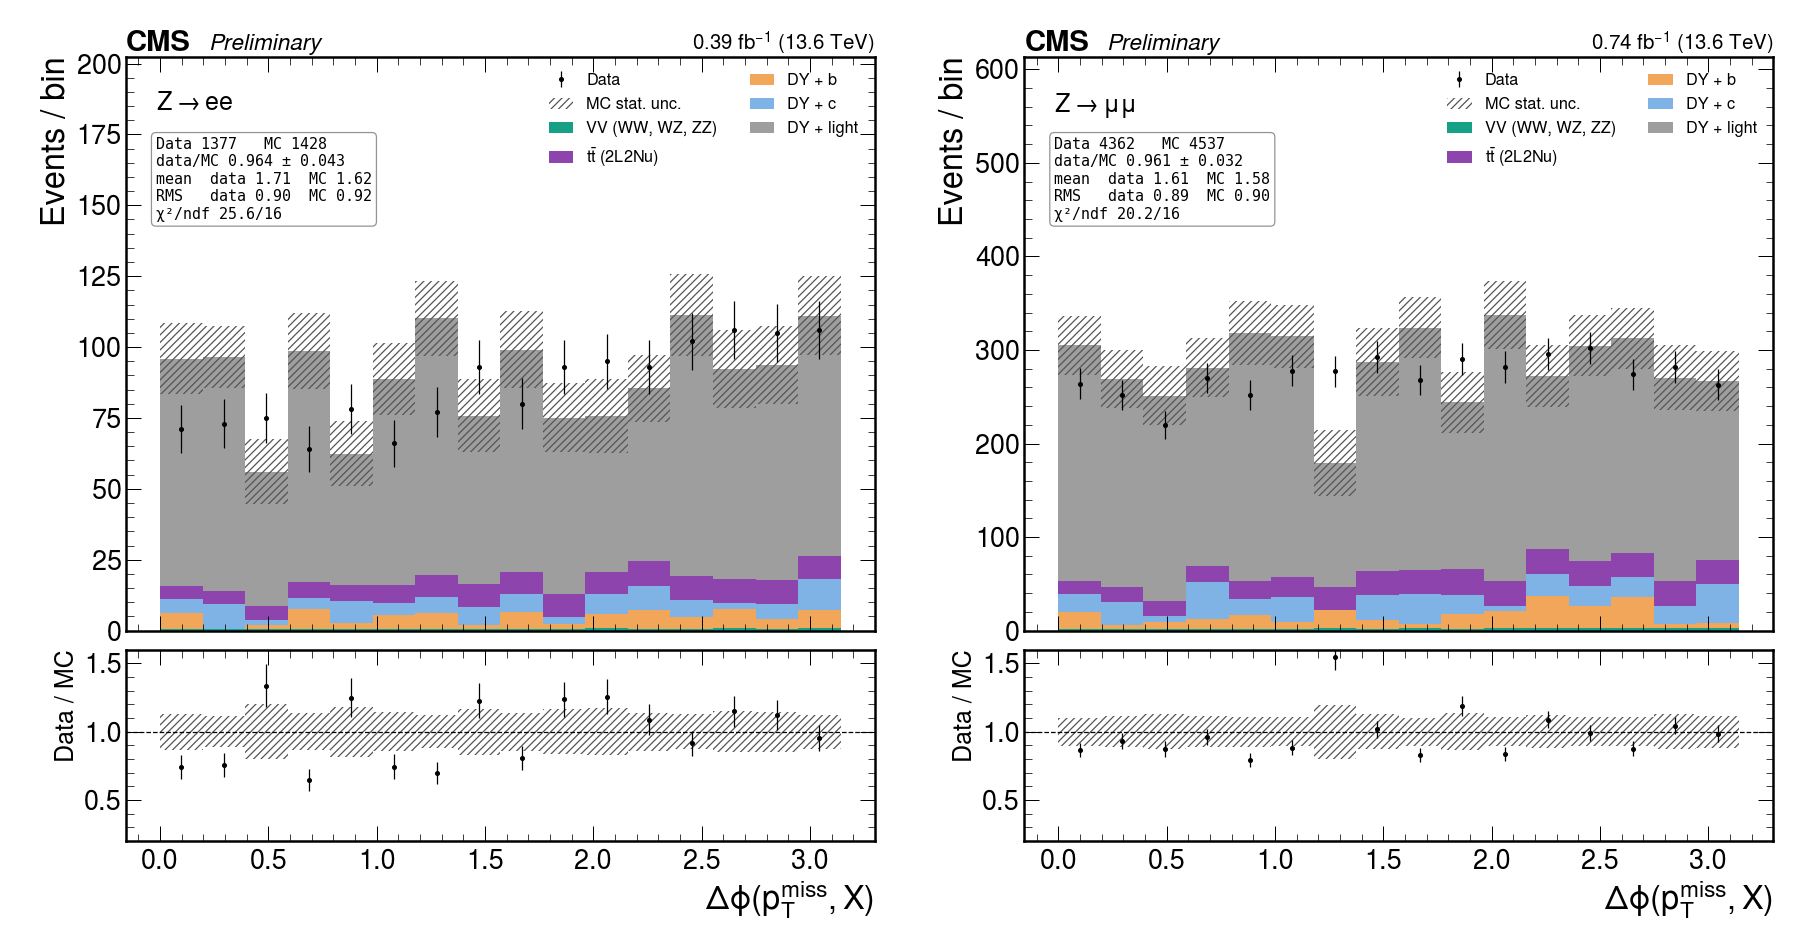 CMS Preliminary 0.39 fb⁻¹ (13.6 TeV)
Events / bin
200
175
150
125
100
75
50
25
0
Z→ee
Data 1377   MC 1428
data/MC 0.964 ± 0.043
mean  data 1.71  MC 1.62
RMS   data 0.90  MC 0.92
χ²/ndf 25.6/16
Data
MC stat. unc.
VV (WW, WZ, ZZ)
tt̄ (2L2Nu)
DY + b
DY + c
DY + light
Data / MC
1.5
1.0
0.5
0.0 0.5 1.0 1.5 2.0 2.5 3.0
Δϕ(p_T^miss, X)
CMS Preliminary 0.74 fb⁻¹ (13.6 TeV)
Events / bin
600
500
400
300
200
100
0
Z→μμ
Data 4362   MC 4537
data/MC 0.961 ± 0.032
mean  data 1.61  MC 1.58
RMS   data 0.89  MC 0.90
χ²/ndf 20.2/16
Data
MC stat. unc.
VV (WW, WZ, ZZ)
tt̄ (2L2Nu)
DY + b
DY + c
DY + light
Data / MC
1.5
1.0
0.5
0.0 0.5 1.0 1.5 2.0 2.5 3.0
Δϕ(p_T^miss, X)